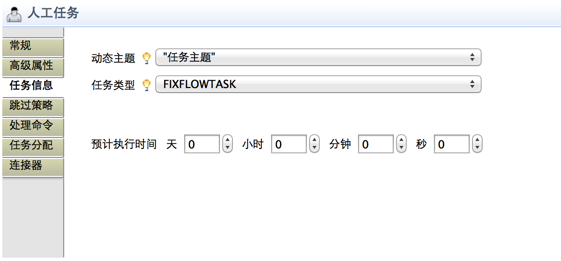 人工任务
常规
高级属性
任务信息
跳过策略
处理命令
任务分配
连接器
动态主题 "任务主题"
任务类型 FIXFLOWTASK
预计执行时间 天 0 小时 0 分钟 0 秒 0